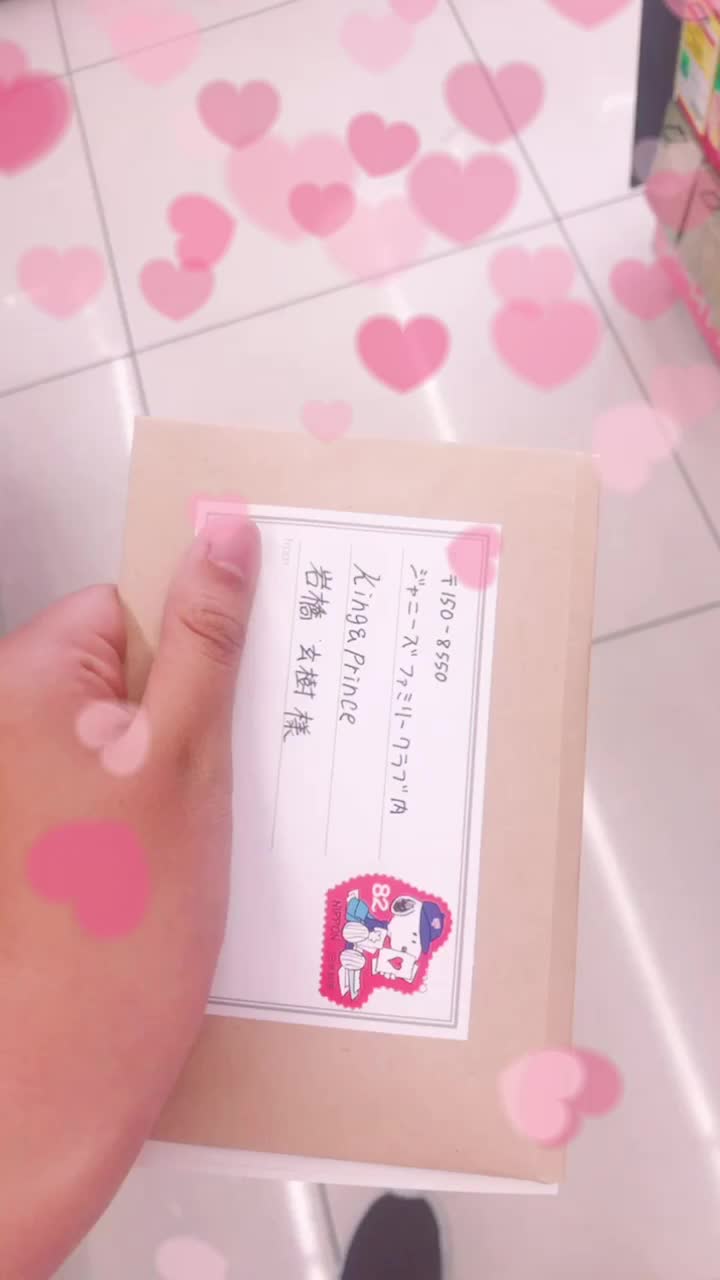 〒150-8550
ジャニーズファミリークラブ内
King&Prince
岩橋 玄樹 様
82
NIPPON